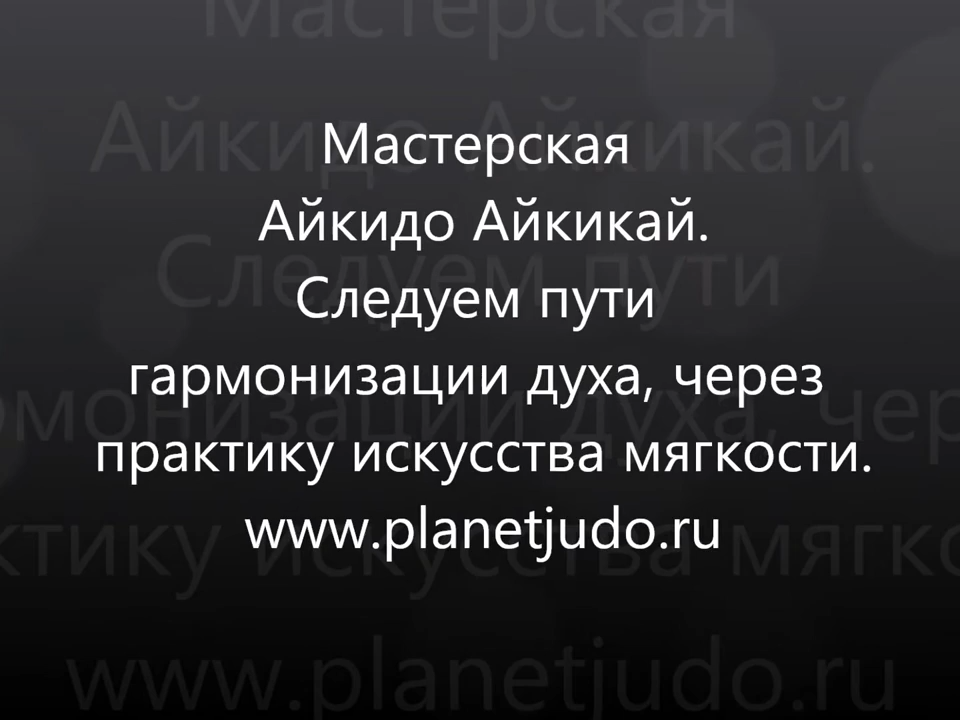 Мастерская
Айкидо Айкикай.
Следуем пути
гармонизации духа, через
практику искусства мягкости.
www.planetjudo.ru